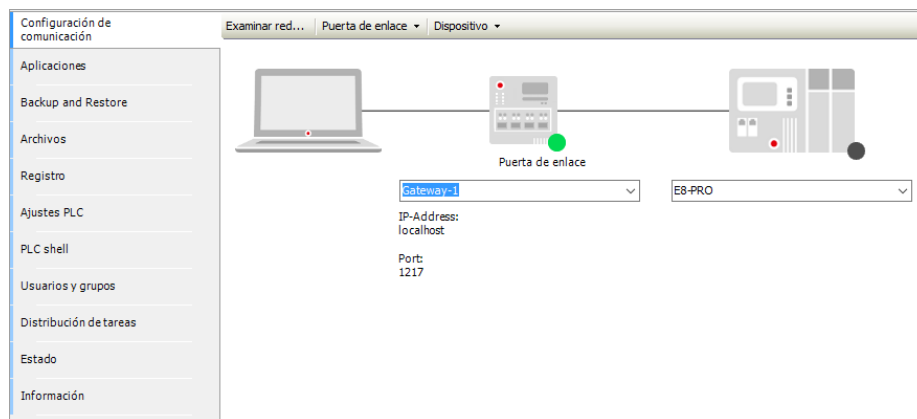 Configuración de
comunicación
Examinar red...
Puerta de enlace
Dispositivo
Aplicaciones
Backup and Restore
Archivos
Registro
Ajustes PLC
PLC shell
Usuarios y grupos
Distribución de tareas
Estado
Información
Puerta de enlace
Gateway-1
E8-PRO
IP-Address:
localhost
Port:
1217